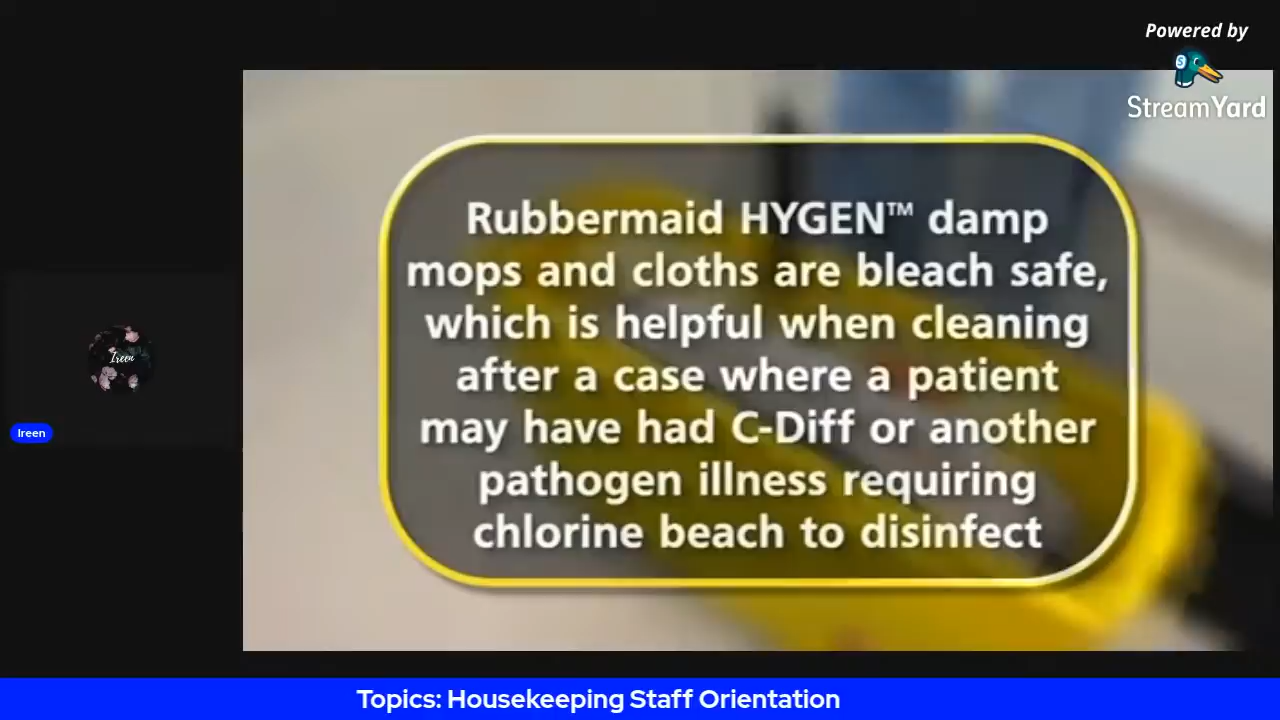 Powered by
StreamYard
Rubbermaid HYGEN™ damp
mops and cloths are bleach safe,
which is helpful when cleaning
after a case where a patient
may have had C-Diff or another
pathogen illness requiring
chlorine beach to disinfect
Ireen
Ireen
Topics: Housekeeping Staff Orientation